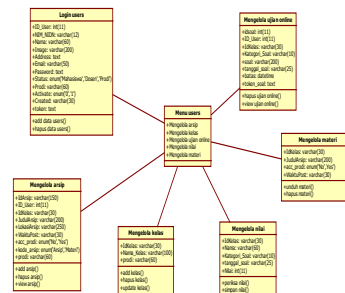 Login users
+ID_User: int(11)
+NIM_NIDN: varchar(12)
+Nama: varchar(60)
+Image: varchar(200)
+Address: text
+Email: varchar(50)
+Password: text
+Status: enum('Mahasiswa','Dosen','Prodi')
+Prodi: varchar(60)
+Activate: enum('0','1')
+Created: varchar(30)
+token: text
+add data users()
+hapus data users()
Mengelola ujian online
+idsoal: int(11)
+ID_User: int(11)
+IdKelas: varchar(30)
+Kategori_Soal: varchar(10)
+soal: varchar(200)
+tanggal_soal: varchar(25)
+batas: datetime
+token_soal: text
+hapus ujian online()
+view ujian online()
Menu users
+Mengelola arsip
+Mengelola kelas
+Mengelola ujian online
+Mengelola nilai
+Mengelola materi
Mengelola materi
+IdKelas: varchar(30)
+JudulArsip: varchar(200)
+acc_prodi: enum('No','Yes')
+WaktuPost: varchar(30)
+unduh materi()
+hapus materi()
Mengelola arsip
+IdArsip: varchar(150)
+ID_User: int(11)
+IdKelas: varchar(30)
+JudulArsip: varchar(200)
+LokasiArsip: varchar(250)
+WaktuPost: varchar(30)
+acc_prodi: enum('No','Yes')
+kode_arsip: enum('Arsip','Materi')
+prodi: varchar(60)
+add arsip()
+hapus arsip()
+view arsip()
Mengelola kelas
+IdKelas: varchar(30)
+Nama_Kelas: varchar(100)
+prodi: varchar(60)
+add kelas()
+hapus kelas()
+update kelas()
Mengelola nilai
+IdKelas: varchar(30)
+Nama: varchar(60)
+Kategori_Soal: varchar(10)
+tanggal_soal: varchar(25)
+Nilai: int(11)
+periksa nilai()
+simpan nilai()